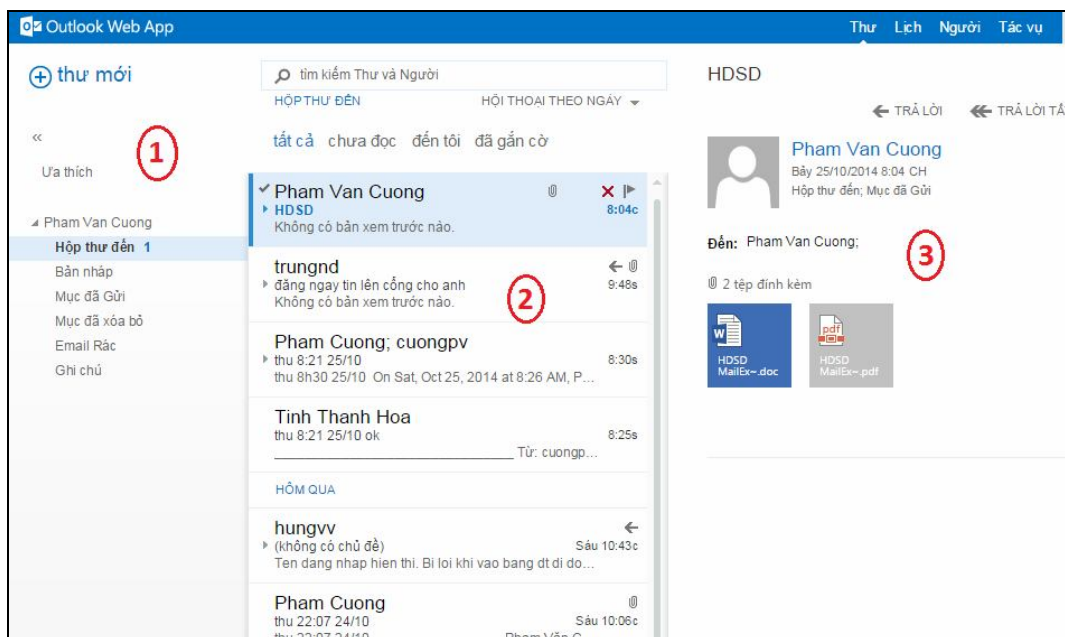 Outlook Web App
Thư Lịch Người Tác vụ
thư mới
«
1
Ưa thích
Pham Van Cuong
Hộp thư đến 1
Bản nháp
Mục đã Gửi
Mục đã xóa bỏ
Email Rác
Ghi chú
tìm kiếm Thư và Người
HỘP THƯ ĐẾN HỘI THOẠI THEO NGÀY
tất cả chưa đọc đến tôi đã gắn cờ
Pham Van Cuong
HDSD 8:04c
Không có bản xem trước nào.
trungnd
đăng ngay tin lên cổng cho anh 9:48s
Không có bản xem trước nào.
2
Pham Cuong; cuongpv
thu 8:21 25/10 8:30s
thu 8h30 25/10 On Sat, Oct 25, 2014 at 8:26 AM, P...
Tinh Thanh Hoa
thu 8:21 25/10 ok 8:25s
________________________________ Từ: cuongp...
HÔM QUA
hungvv
(không có chủ đề) Sáu 10:43c
Ten dang nhap hien thi. Bi loi khi vao bang dt di do...
Pham Cuong
thu 22:07 24/10 Sáu 10:06c
thu 22:07 24/10 Pham Văn C
HDSD
TRẢ LỜI TRẢ LỜI TẤ
Pham Van Cuong
Bảy 25/10/2014 8:04 CH
Hộp thư đến; Mục đã Gửi
Đến: Pham Van Cuong;
3
2 tệp đính kèm
HDSD
MailEx~.doc
pdf
HDSD
MailEx~.pdf